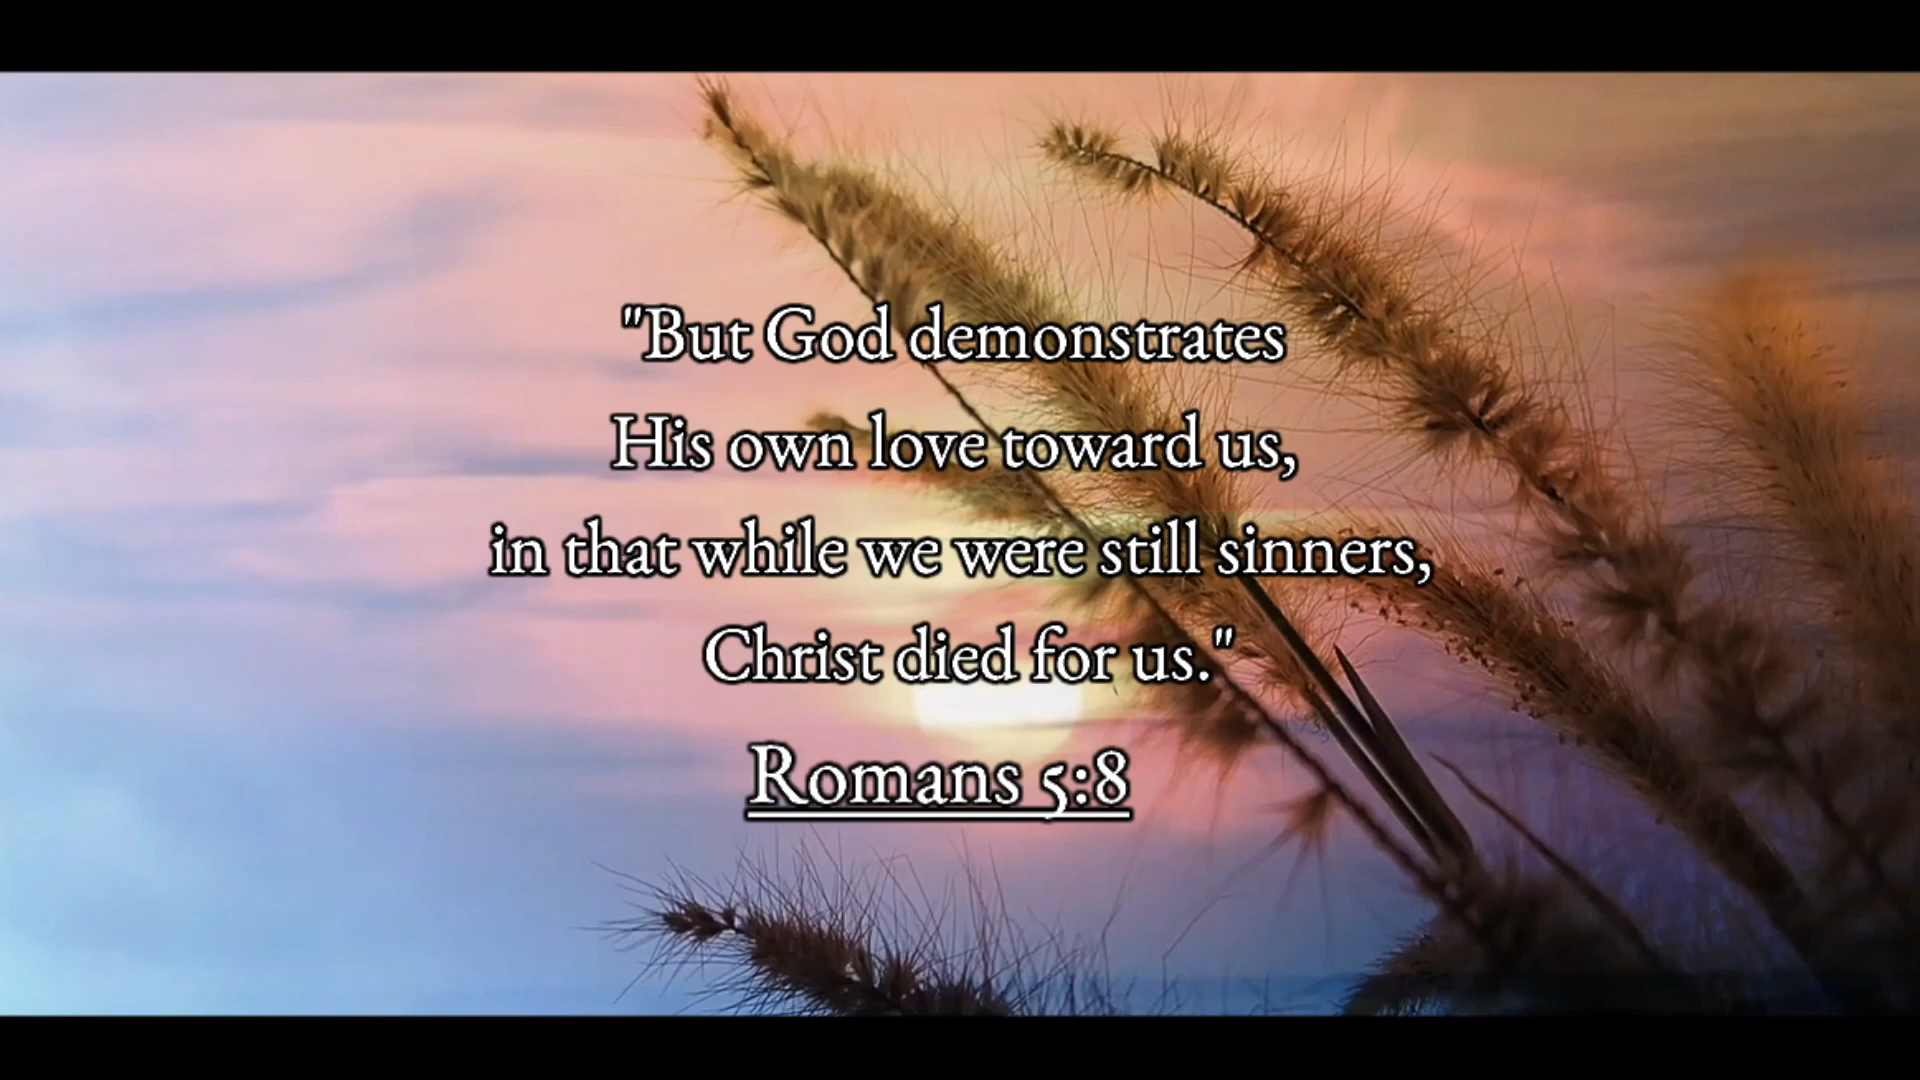 "But God demonstrates
His own love toward us,
in that while we were still sinners,
Christ died for us."
Romans 5:8